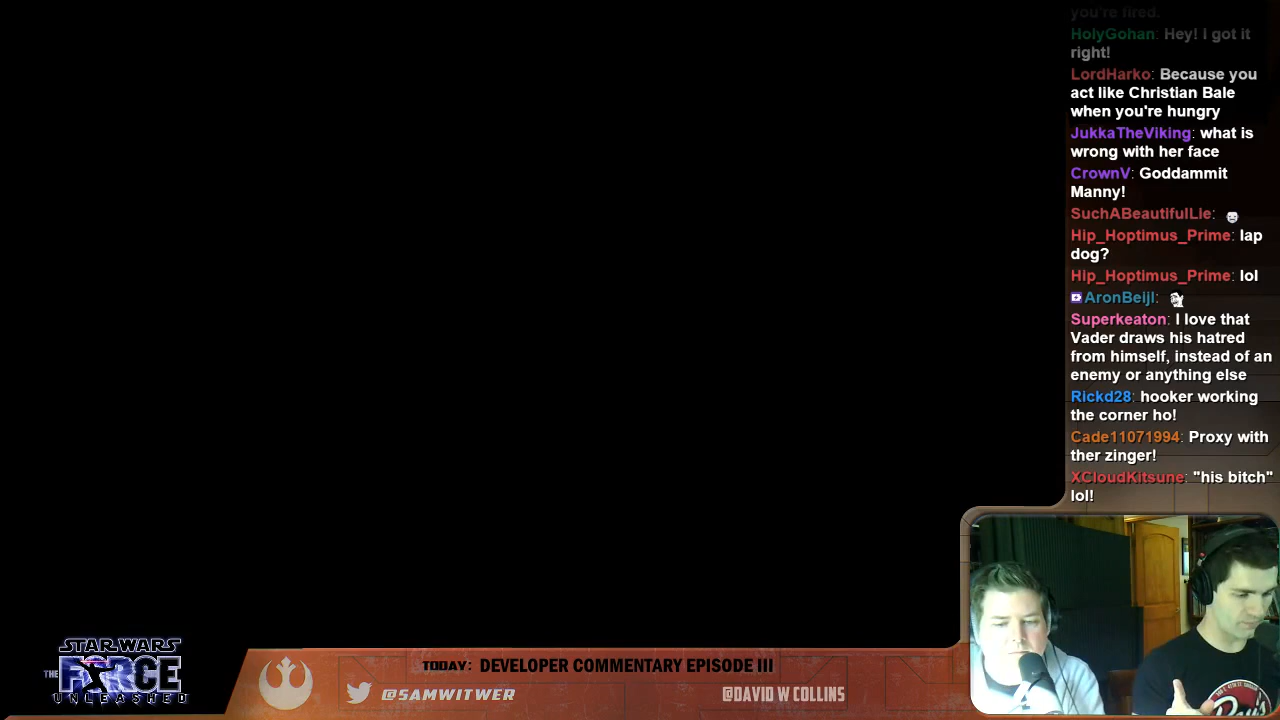 you're fired.
HolyGohan: Hey! I got it
right!
LordHarko: Because you
act like Christian Bale
when you're hungry
JukkaTheViking: what is
wrong with her face
CrownV: Goddammit
Manny!
SuchABeautifulLie:
Hip_Hoptimus_Prime: lap
dog?
Hip_Hoptimus_Prime: lol
AronBeijl:
Superkeaton: I love that
Vader draws his hatred
from himself, instead of an
enemy or anything else
Rickd28: hooker working
the corner ho!
Cade11071994: Proxy with
ther zinger!
XCloudKitsune: "his bitch"
lol!
STAR WARS
THE FORCE
UNLEASHED
TODAY: DEVELOPER COMMENTARY EPISODE III
@SAMWITWER
@DAVID W COLLINS